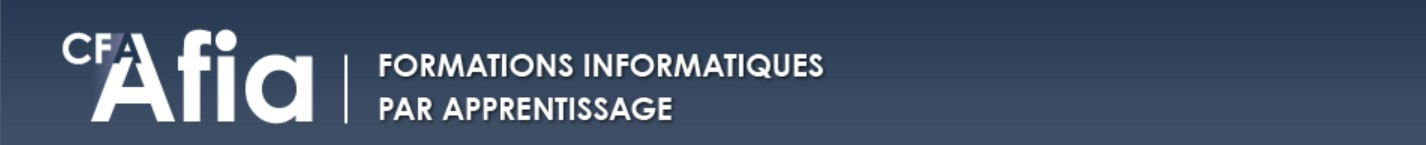 CFA
Afia
FORMATIONS INFORMATIQUES
PAR APPRENTISSAGE